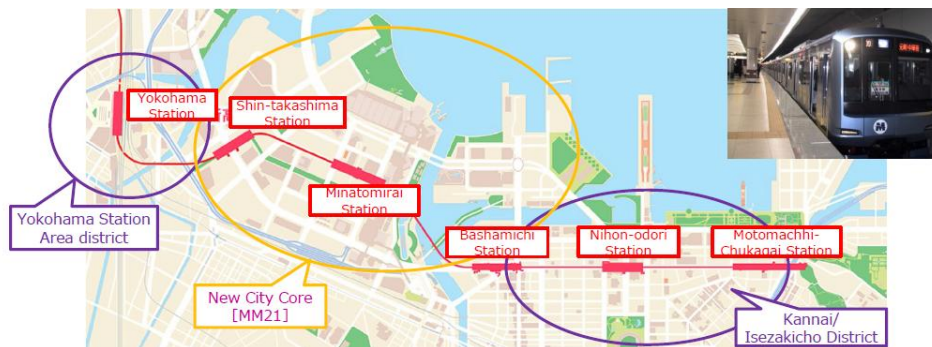 Yokohama
Station
Shin-takashima
Station
Minatomirai
Station
Yokohama Station
Area district
Bashamichi
Station
Nihon-odori
Station
Motomachhi-
Chukagai Station
New City Core
[MM21]
Kannai/
Isezakicho District